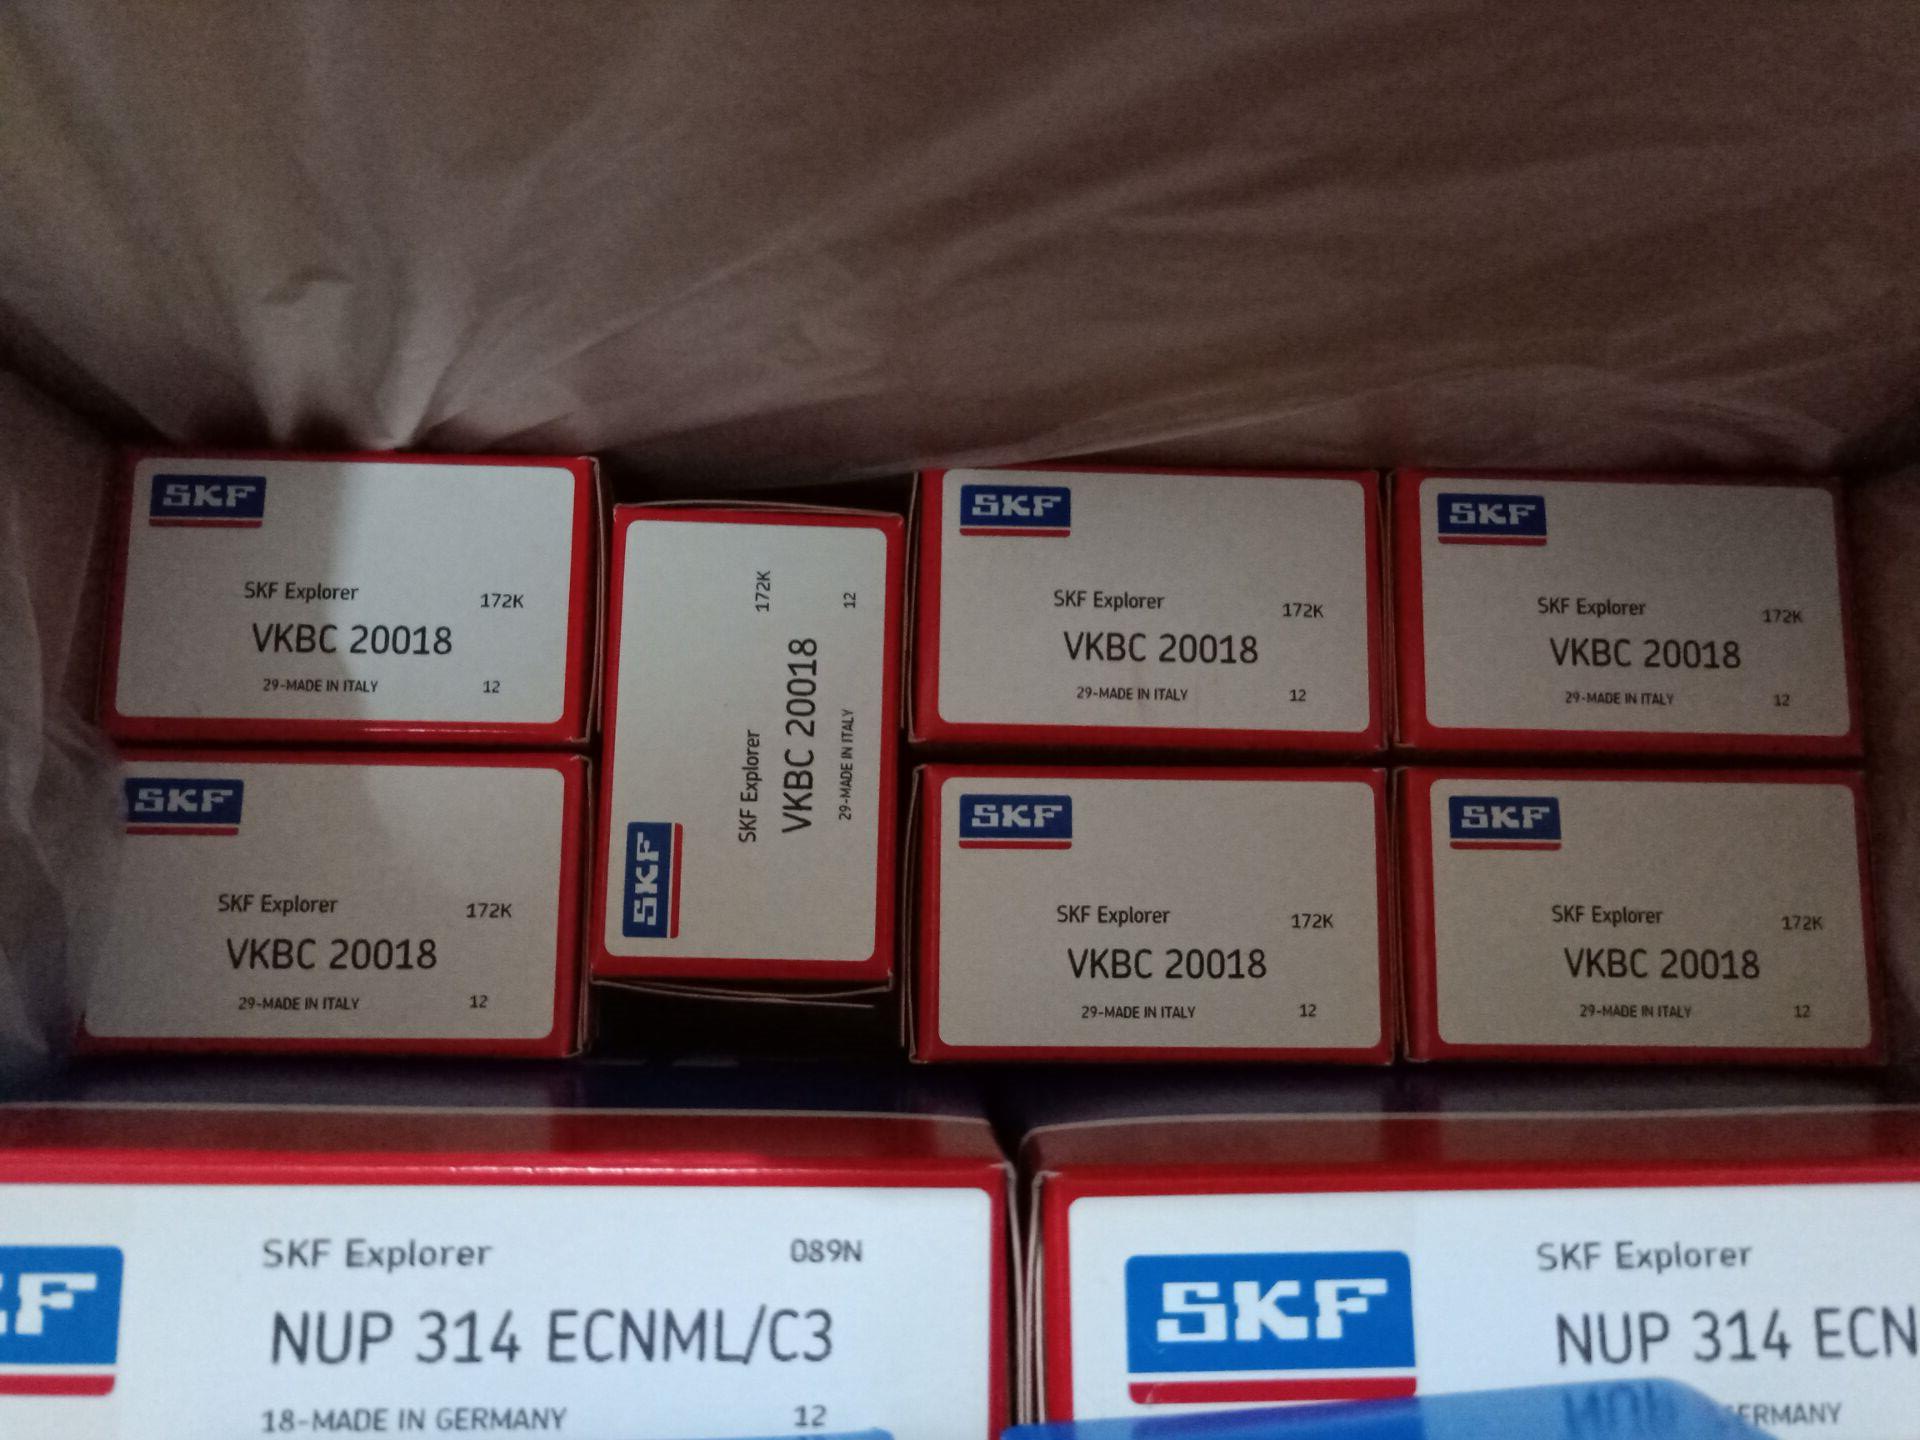 SKF
SKF Explorer 172K
VKBC 20018
29-MADE IN ITALY 12
SKF
SKF Explorer 172K
VKBC 20018
29-MADE IN ITALY 12
SKF
SKF Explorer 172K
VKBC 20018
29-MADE IN ITALY 12
SKF
SKF Explorer 172K
VKBC 20018
29-MADE IN ITALY 12
SKF
SKF Explorer 172K
VKBC 20018
29-MADE IN ITALY 12
SKF
SKF Explorer 172K
VKBC 20018
29-MADE IN ITALY 12
SKF
SKF Explorer 172K
VKBC 20018
29-MADE IN ITALY 12
SKF Explorer 089N
NUP 314 ECNML/C3
18-MADE IN GERMANY 12
SKF
SKF Explorer
NUP 314 ECN